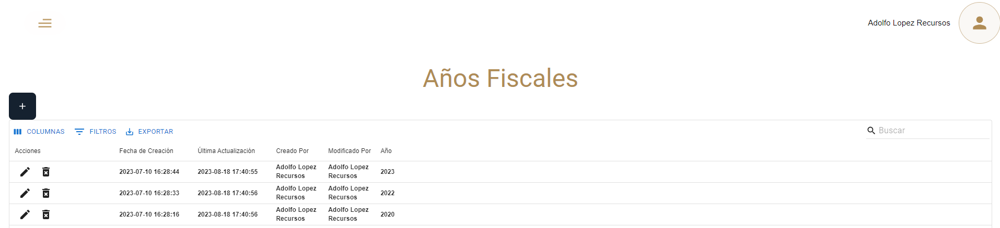 Adolfo Lopez Recursos
Años Fiscales
+
COLUMNAS FILTROS EXPORTAR Buscar
Acciones Fecha de Creación Última Actualización Creado Por Modificado Por Año
2023-07-10 16:28:44 2023-08-18 17:40:55 Adolfo Lopez Recursos Adolfo Lopez Recursos 2023
2023-07-10 16:28:33 2023-08-18 17:40:56 Adolfo Lopez Recursos Adolfo Lopez Recursos 2022
2023-07-10 16:28:16 2023-08-18 17:40:56 Adolfo Lopez Recursos Adolfo Lopez Recursos 2020